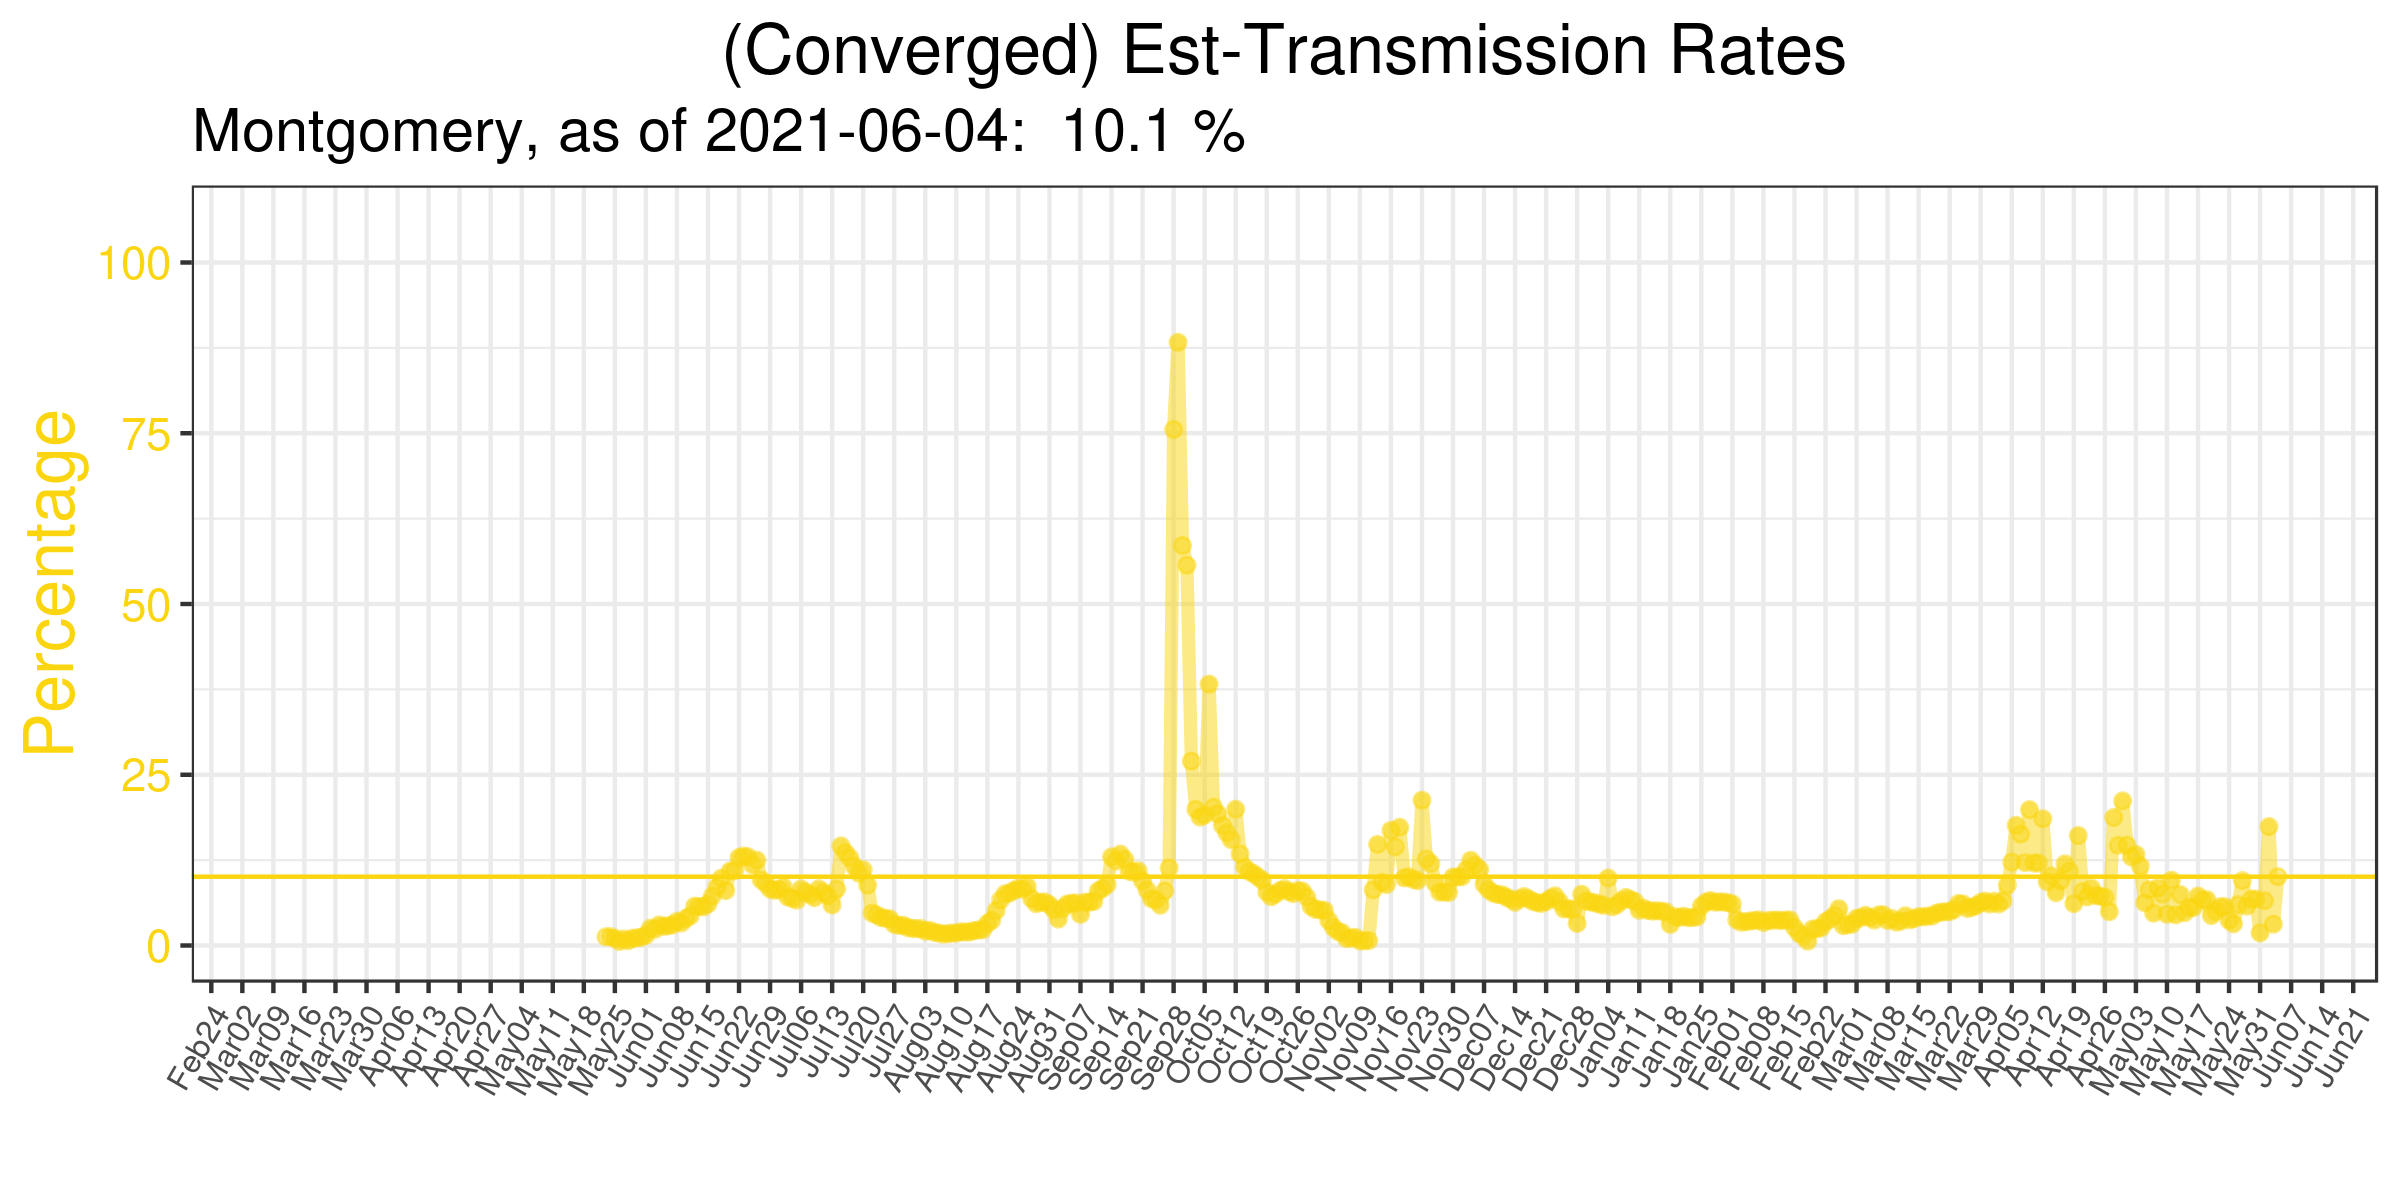 (Converged) Est-Transmission Rates
Montgomery, as of 2021-06-04:  10.1 %
Percentage
100
75
50
25
0
Feb24
Mar02
Mar09
Mar16
Mar23
Mar30
Apr06
Apr13
Apr20
Apr27
May04
May11
May18
May25
Jun01
Jun08
Jun15
Jun22
Jun29
Jul06
Jul13
Jul20
Jul27
Aug03
Aug10
Aug17
Aug24
Aug31
Sep07
Sep14
Sep21
Sep28
Oct05
Oct12
Oct19
Oct26
Nov02
Nov09
Nov16
Nov23
Nov30
Dec07
Dec14
Dec21
Dec28
Jan04
Jan11
Jan18
Jan25
Feb01
Feb08
Feb15
Feb22
Mar01
Mar08
Mar15
Mar22
Mar29
Apr05
Apr12
Apr19
Apr26
May03
May10
May17
May24
May31
Jun07
Jun14
Jun21